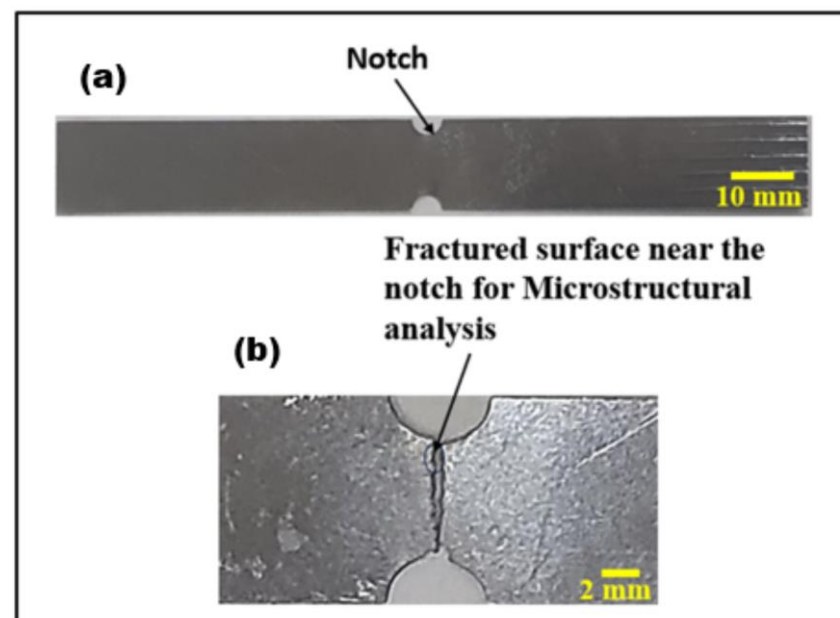 (a)
Notch
10 mm
Fractured surface near the
notch for Microstructural
analysis
(b)
2 mm